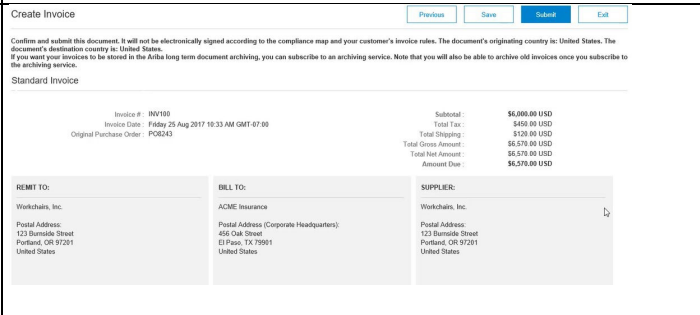 Create Invoice
Previous Save Submit Exit
Confirm and submit this document. It will not be electronically signed according to the compliance map and your customer's invoice rules. The document's originating country is: United States. The
document's destination country is: United States.
If you want your invoices to be stored in the Ariba long term document archiving, you can subscribe to an archiving service. Note that you will also be able to archive old invoices once you subscribe to
the archiving service.
Standard Invoice
Invoice # : INV100
Invoice Date : Friday 25 Aug 2017 10:33 AM GMT-07:00
Original Purchase Order : PO8243
Subtotal : $6,000.00 USD
Total Tax : $450.00 USD
Total Shipping : $120.00 USD
Total Gross Amount : $6,570.00 USD
Total Net Amount : $6,570.00 USD
Amount Due : $6,570.00 USD
REMIT TO:
Workchairs, Inc.
Postal Address:
123 Burnside Street
Portland, OR 97201
United States
BILL TO:
ACME Insurance
Postal Address (Corporate Headquarters):
456 Oak Street
El Paso, TX 79901
United States
SUPPLIER:
Workchairs, Inc.
Postal Address:
123 Burnside Street
Portland, OR 97201
United States